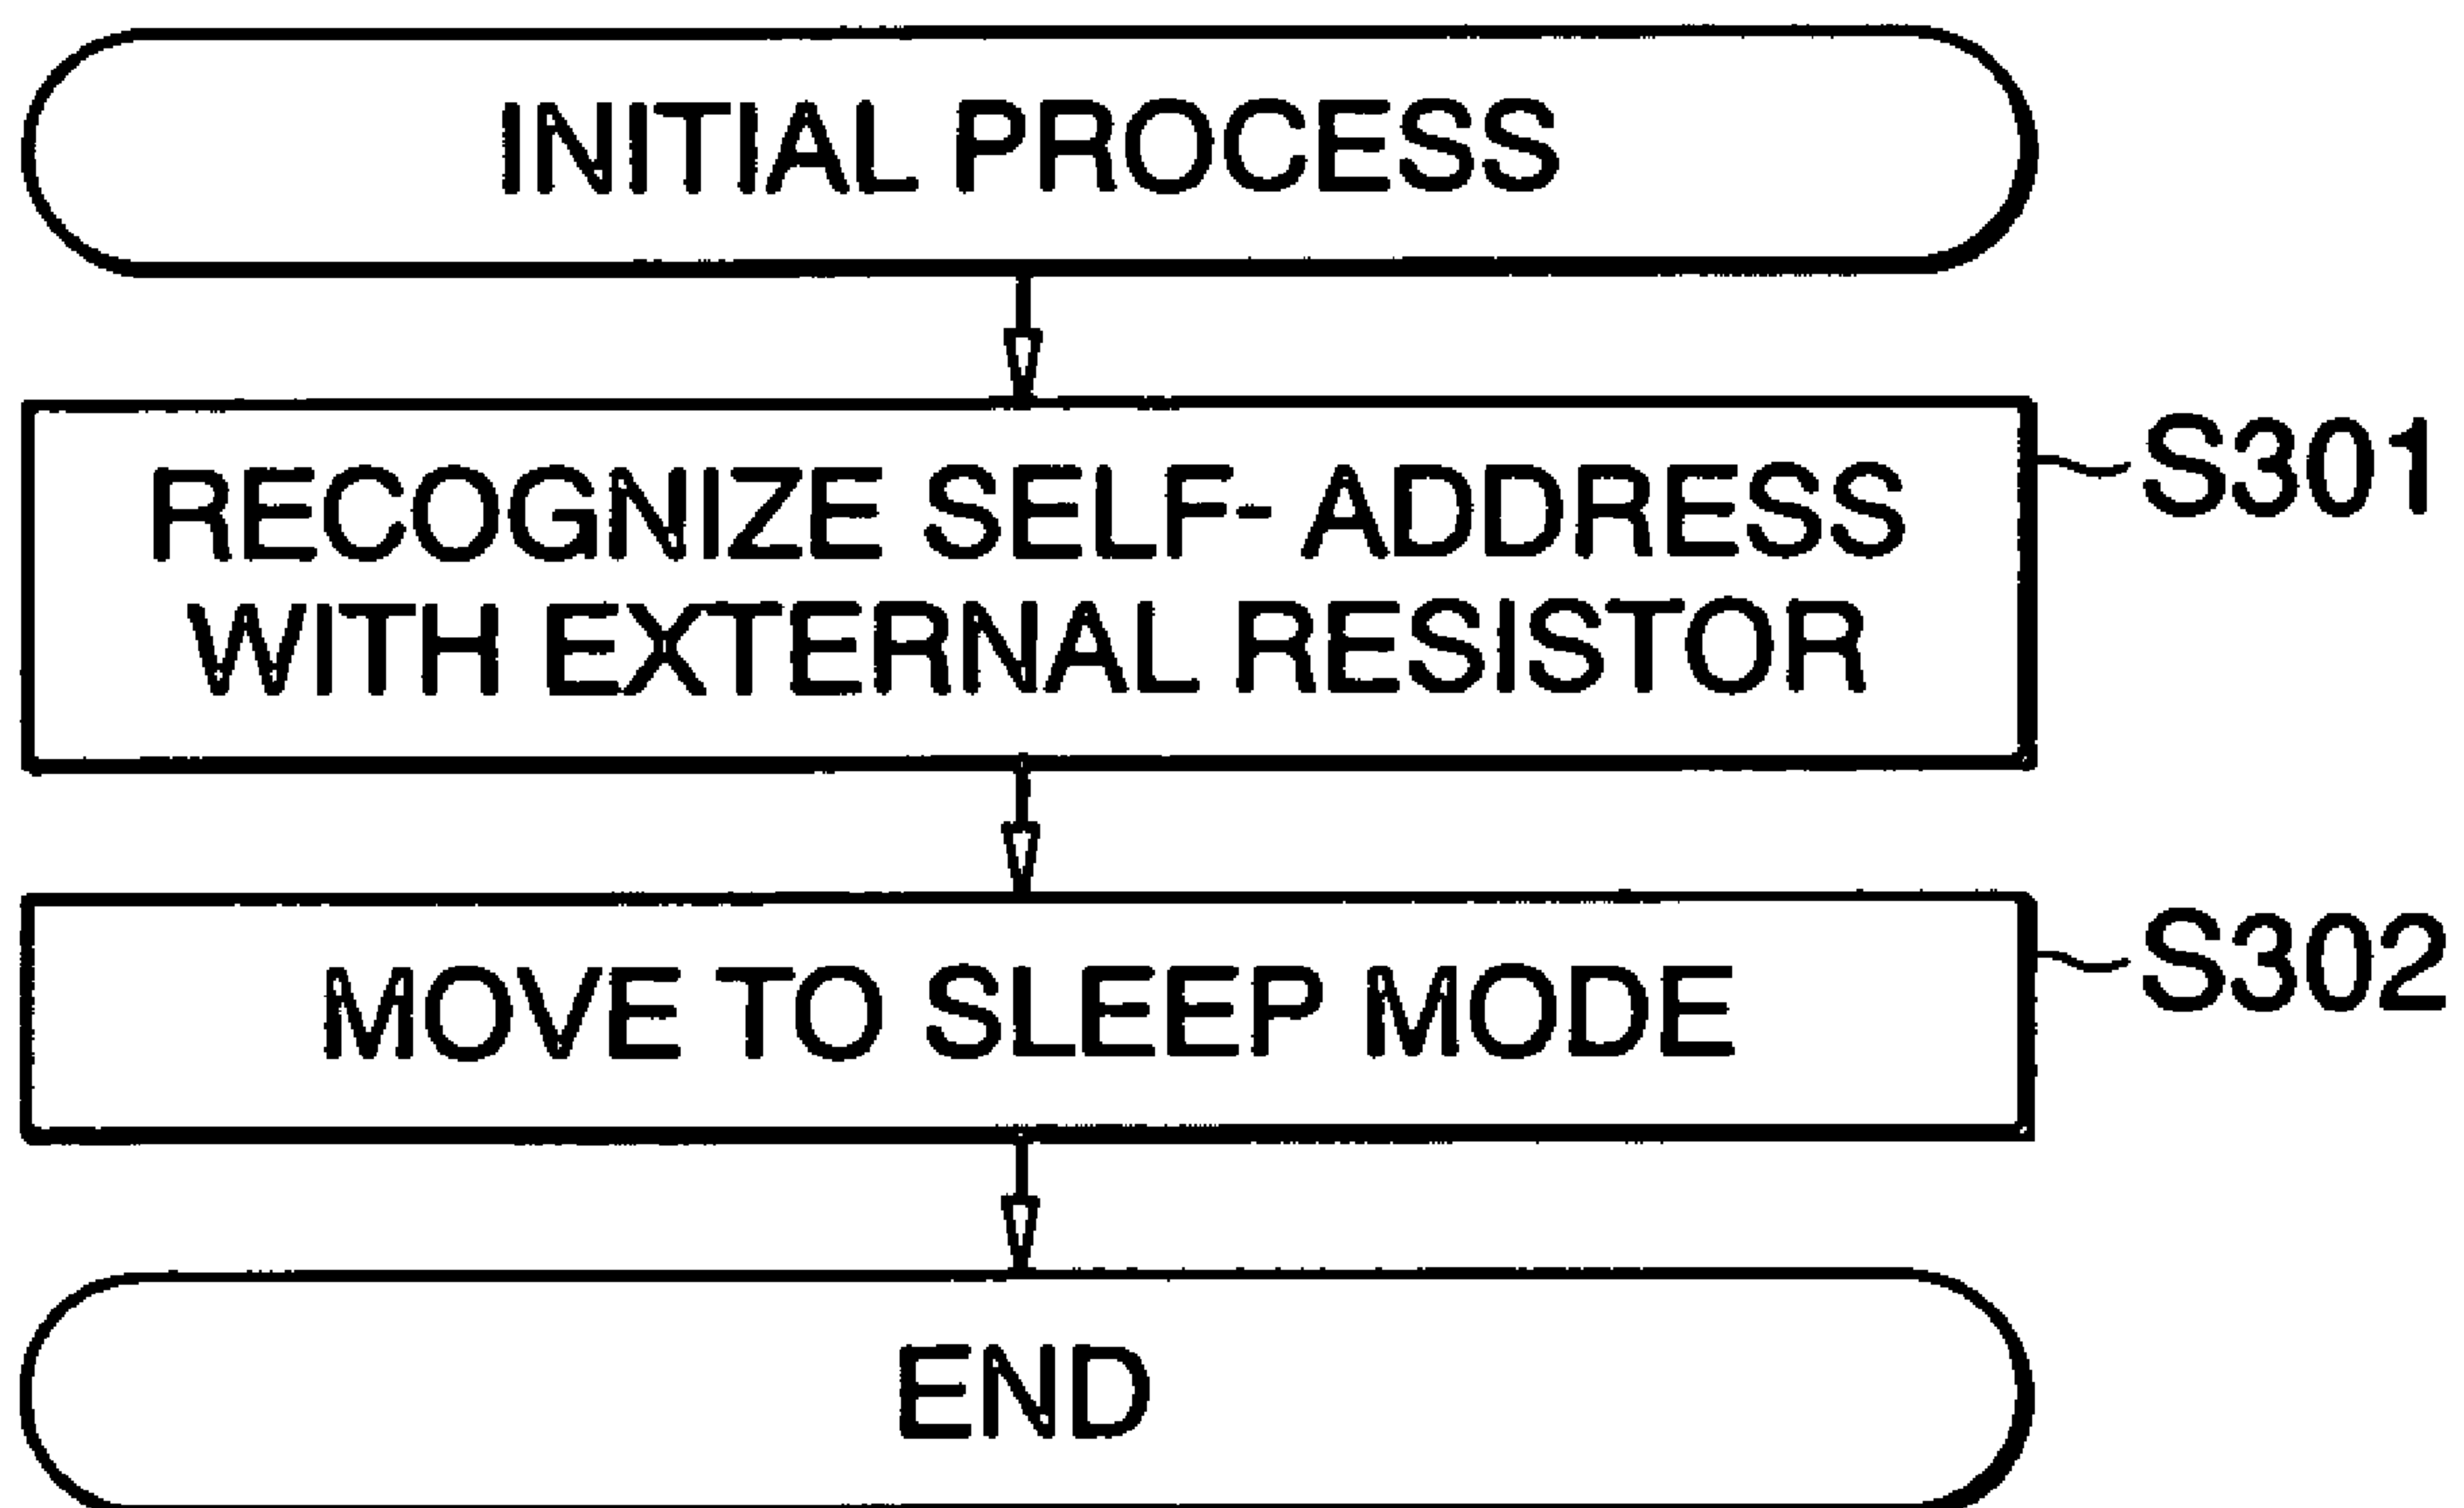 INITIAL PROCESS
RECOGNIZE SELF-ADDRESS
WITH EXTERNAL RESISTOR
S301
MOVE TO SLEEP MODE
S302
END